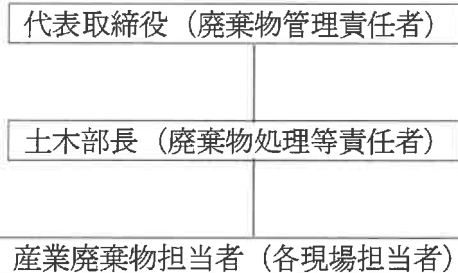 代表取締役（廃棄物管理責任者）
土木部長（廃棄物処理等責任者）
産業廃棄物担当者（各現場担当者）